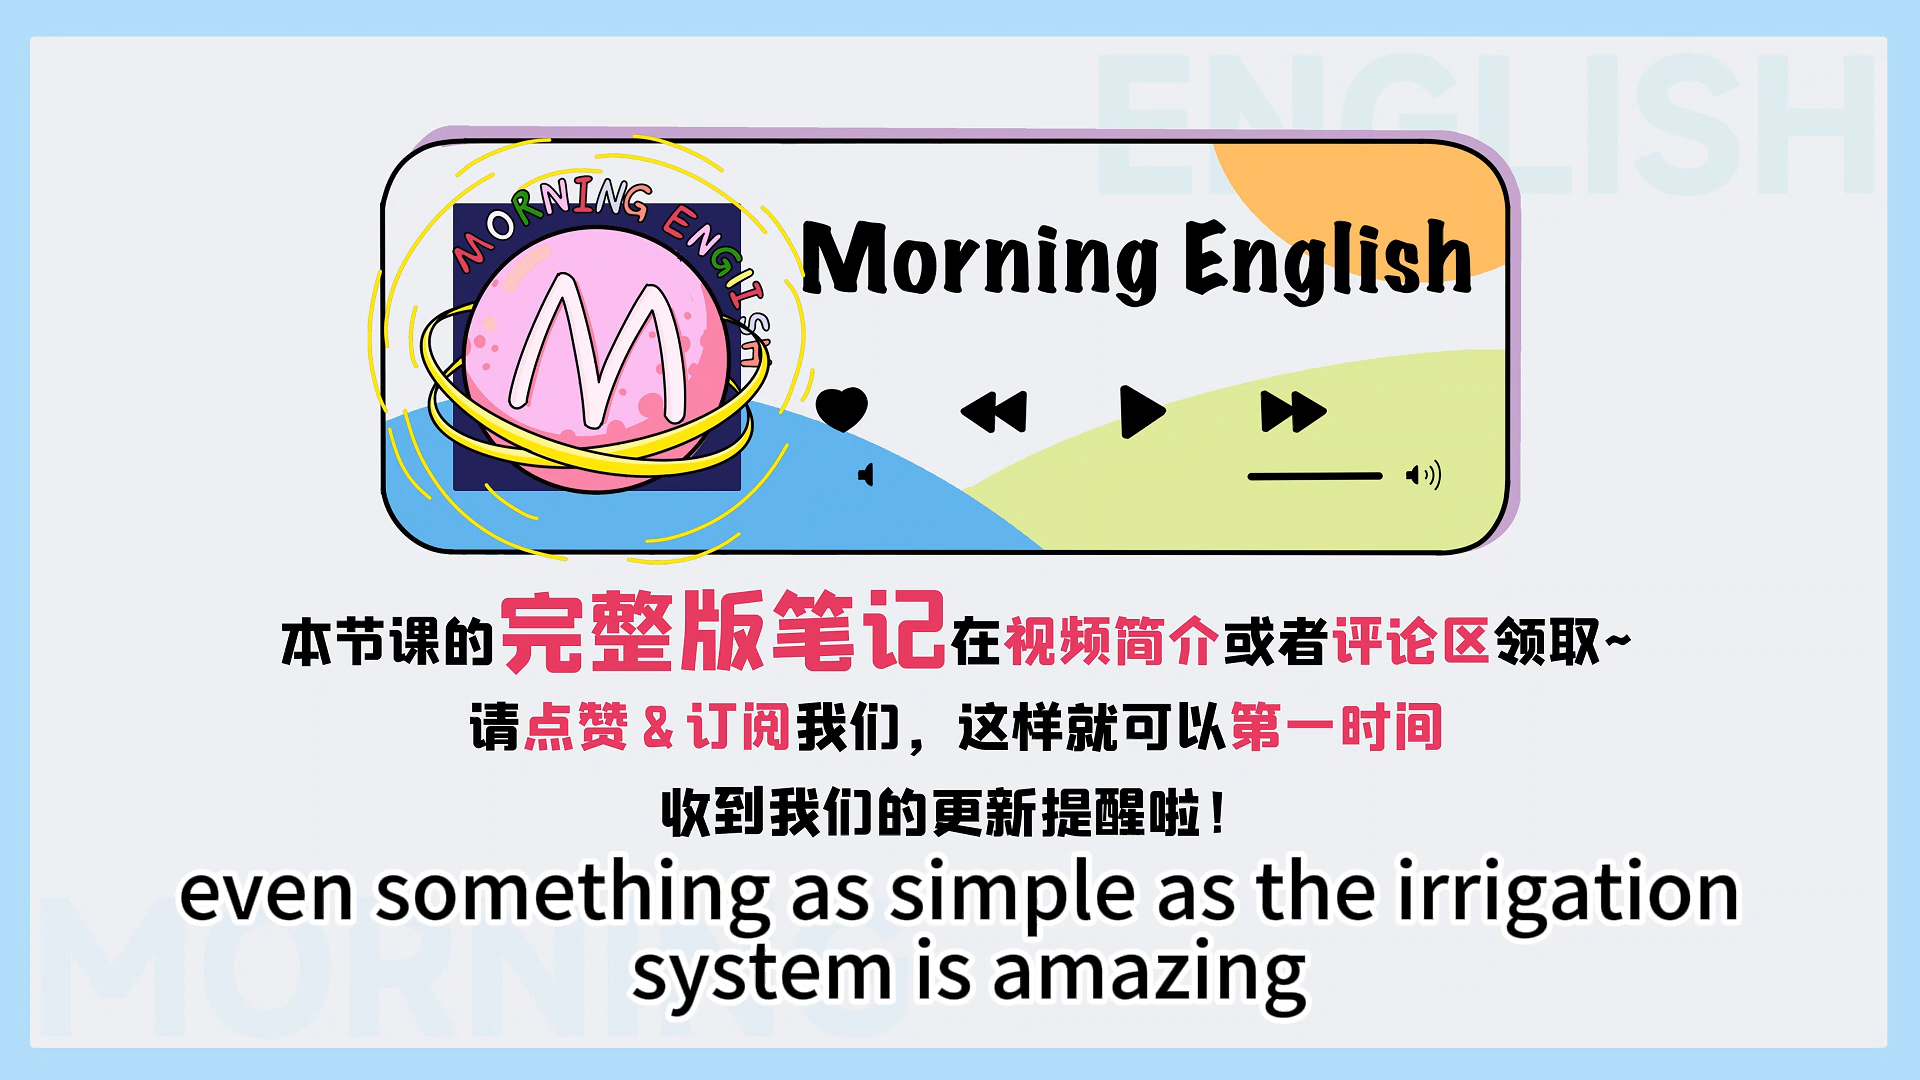 ENGLISH
MORNING ENGLISH
M
Morning English
本节课的完整版笔记在视频简介或者评论区领取~
请点赞&订阅我们，这样就可以第一时间
收到我们的更新提醒啦！
even something as simple as the irrigation
system is amazing
MORNING